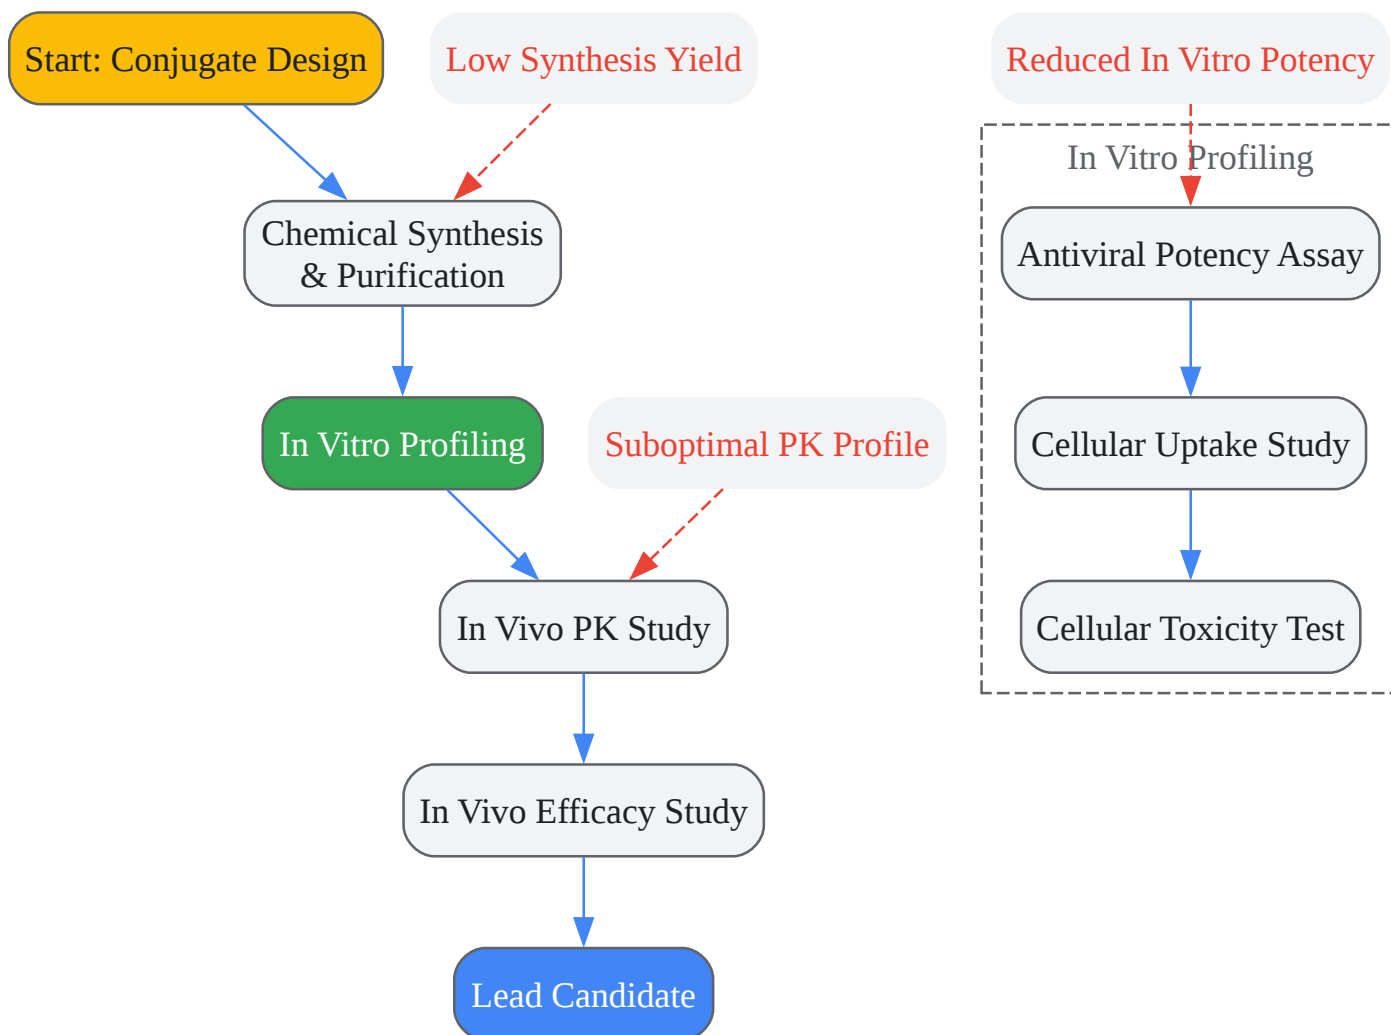 Start: Conjugate Design
Low Synthesis Yield
Reduced In Vitro Potency
In Vitro Profiling
Chemical Synthesis
& Purification
Antiviral Potency Assay
In Vitro Profiling
Suboptimal PK Profile
Cellular Uptake Study
In Vivo PK Study
Cellular Toxicity Test
In Vivo Efficacy Study
Lead Candidate